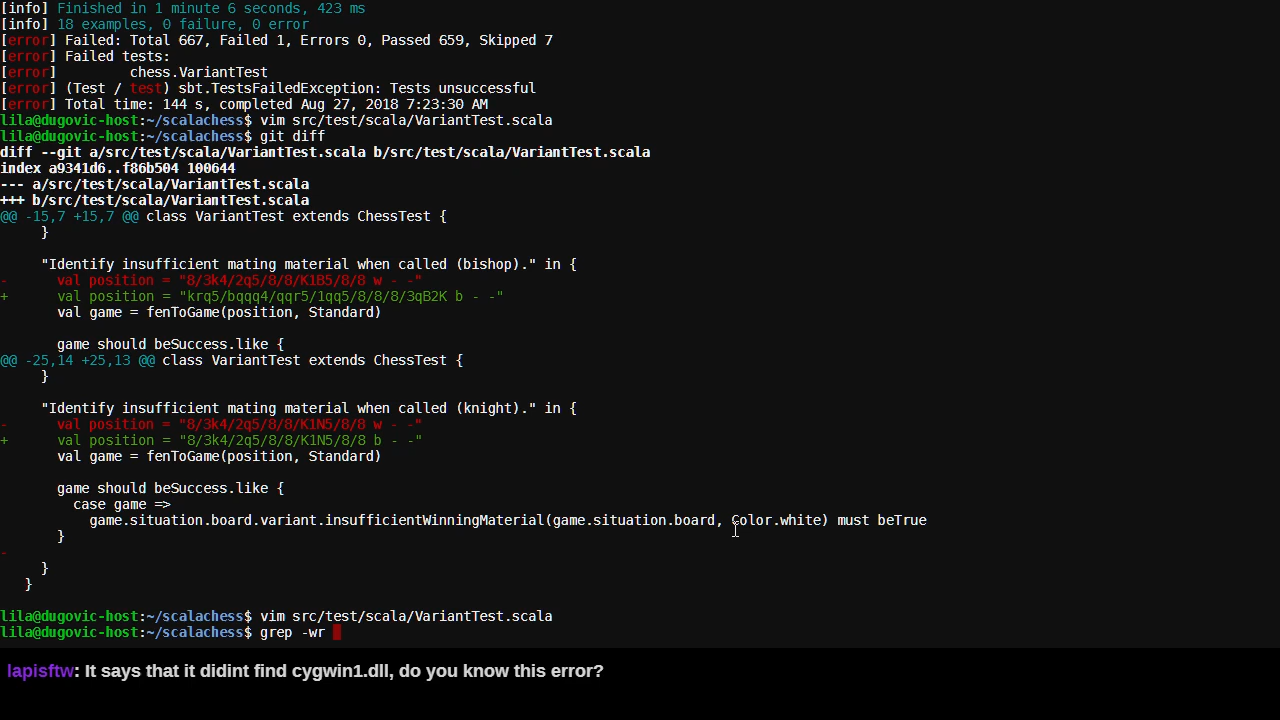 [info] Finished in 1 minute 6 seconds, 423 ms
[info] 18 examples, 0 failure, 0 error
[error] Failed: Total 667, Failed 1, Errors 0, Passed 659, Skipped 7
[error] Failed tests:
[error]         chess.VariantTest
[error] (Test / test) sbt.TestsFailedException: Tests unsuccessful
[error] Total time: 144 s, completed Aug 27, 2018 7:23:30 AM
lila@dugovic-host:~/scalachess$ vim src/test/scala/VariantTest.scala
lila@dugovic-host:~/scalachess$ git diff
diff --git a/src/test/scala/VariantTest.scala b/src/test/scala/VariantTest.scala
index a9341d6..f86b504 100644
--- a/src/test/scala/VariantTest.scala
+++ b/src/test/scala/VariantTest.scala
@@ -15,7 +15,7 @@ class VariantTest extends ChessTest {
     }
     "Identify insufficient mating material when called (bishop)." in {
-      val position = "8/3k4/2q5/8/8/K1B5/8/8 w - -"
+      val position = "krq5/bqqq4/qqr5/1qq5/8/8/8/3qB2K b - -"
       val game = fenToGame(position, Standard)
       game should beSuccess.like {
@@ -25,14 +25,13 @@ class VariantTest extends ChessTest {
     }
     "Identify insufficient mating material when called (knight)." in {
-      val position = "8/3k4/2q5/8/8/K1N5/8/8 w - -"
+      val position = "8/3k4/2q5/8/8/K1N5/8/8 b - -"
       val game = fenToGame(position, Standard)
       game should beSuccess.like {
         case game =>
           game.situation.board.variant.insufficientWinningMaterial(game.situation.board, Color.white) must beTrue
       }
-
     }
   }
lila@dugovic-host:~/scalachess$ vim src/test/scala/VariantTest.scala
lila@dugovic-host:~/scalachess$ grep -wr
lapisftw: It says that it didint find cygwin1.dll, do you know this error?